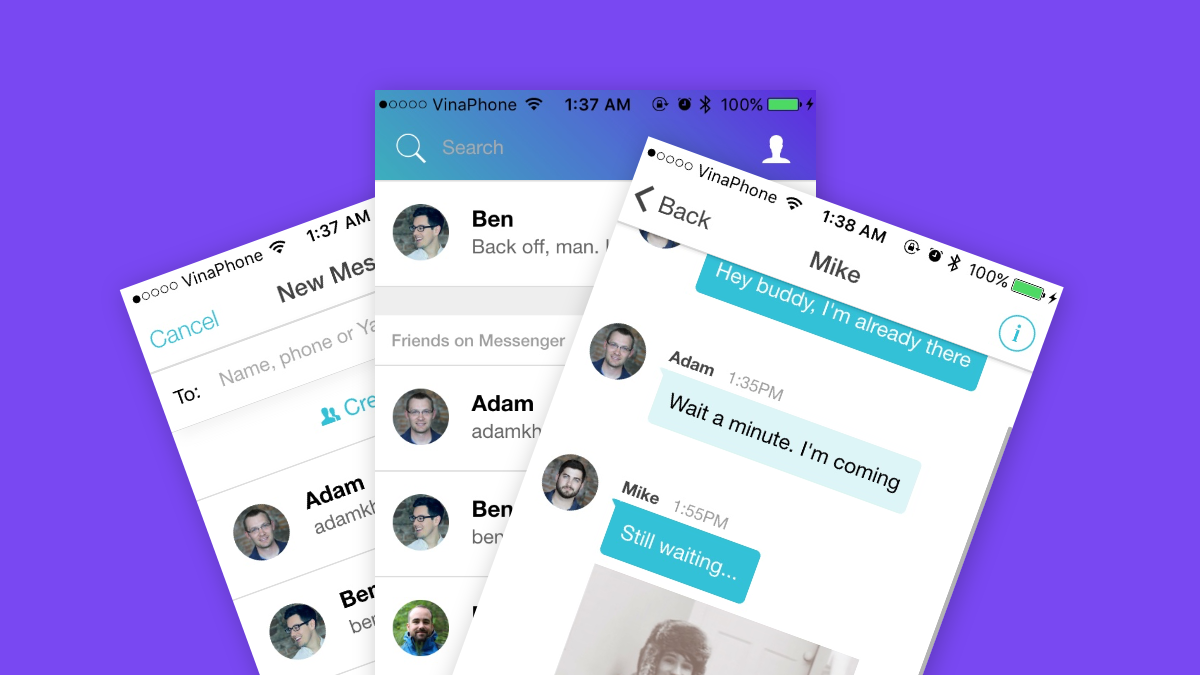 VinaPhone 1:37 AM
New Mes
Cancel
To: Name, phone or Ya
Cre
Adam
adamkh
Ben
ben
VinaPhone 1:37 AM 100%
Search
Ben
Back off, man.
Friends on Messenger
Adam
adamkh
Ben
ben
VinaPhone 1:38 AM 100%
Back
Mike
Hey buddy, I'm already there
Adam 1:35PM
Wait a minute. I'm coming
Mike 1:55PM
Still waiting...